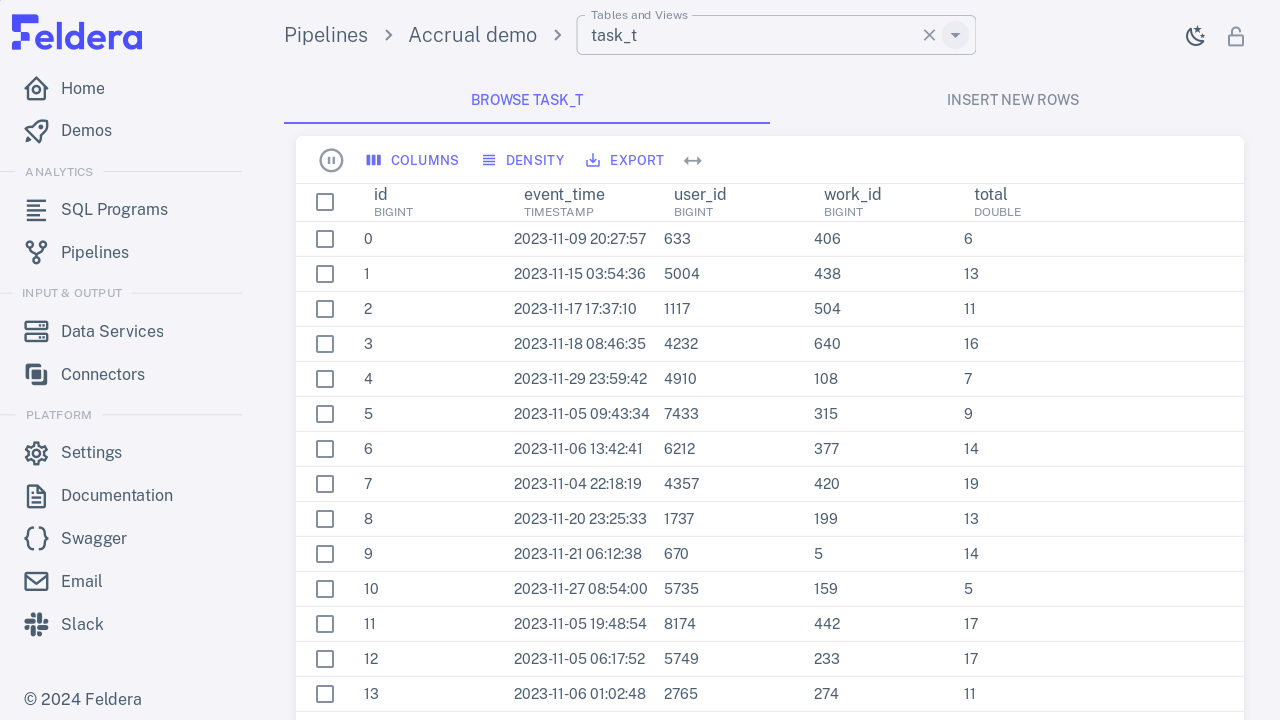 Feldera
Home
Demos
ANALYTICS
SQL Programs
Pipelines
INPUT & OUTPUT
Data Services
Connectors
PLATFORM
Settings
Documentation
Swagger
Email
Slack
© 2024 Feldera
Pipelines > Accrual demo >
Tables and Views
task_t
BROWSE TASK_T INSERT NEW ROWS
COLUMNS DENSITY EXPORT
id event_time user_id work_id total
BIGINT TIMESTAMP BIGINT BIGINT DOUBLE
0 2023-11-09 20:27:57 633 406 6
1 2023-11-15 03:54:36 5004 438 13
2 2023-11-17 17:37:10 1117 504 11
3 2023-11-18 08:46:35 4232 640 16
4 2023-11-29 23:59:42 4910 108 7
5 2023-11-05 09:43:34 7433 315 9
6 2023-11-06 13:42:41 6212 377 14
7 2023-11-04 22:18:19 4357 420 19
8 2023-11-20 23:25:33 1737 199 13
9 2023-11-21 06:12:38 670 5 14
10 2023-11-27 08:54:00 5735 159 5
11 2023-11-05 19:48:54 8174 442 17
12 2023-11-05 06:17:52 5749 233 17
13 2023-11-06 01:02:48 2765 274 11